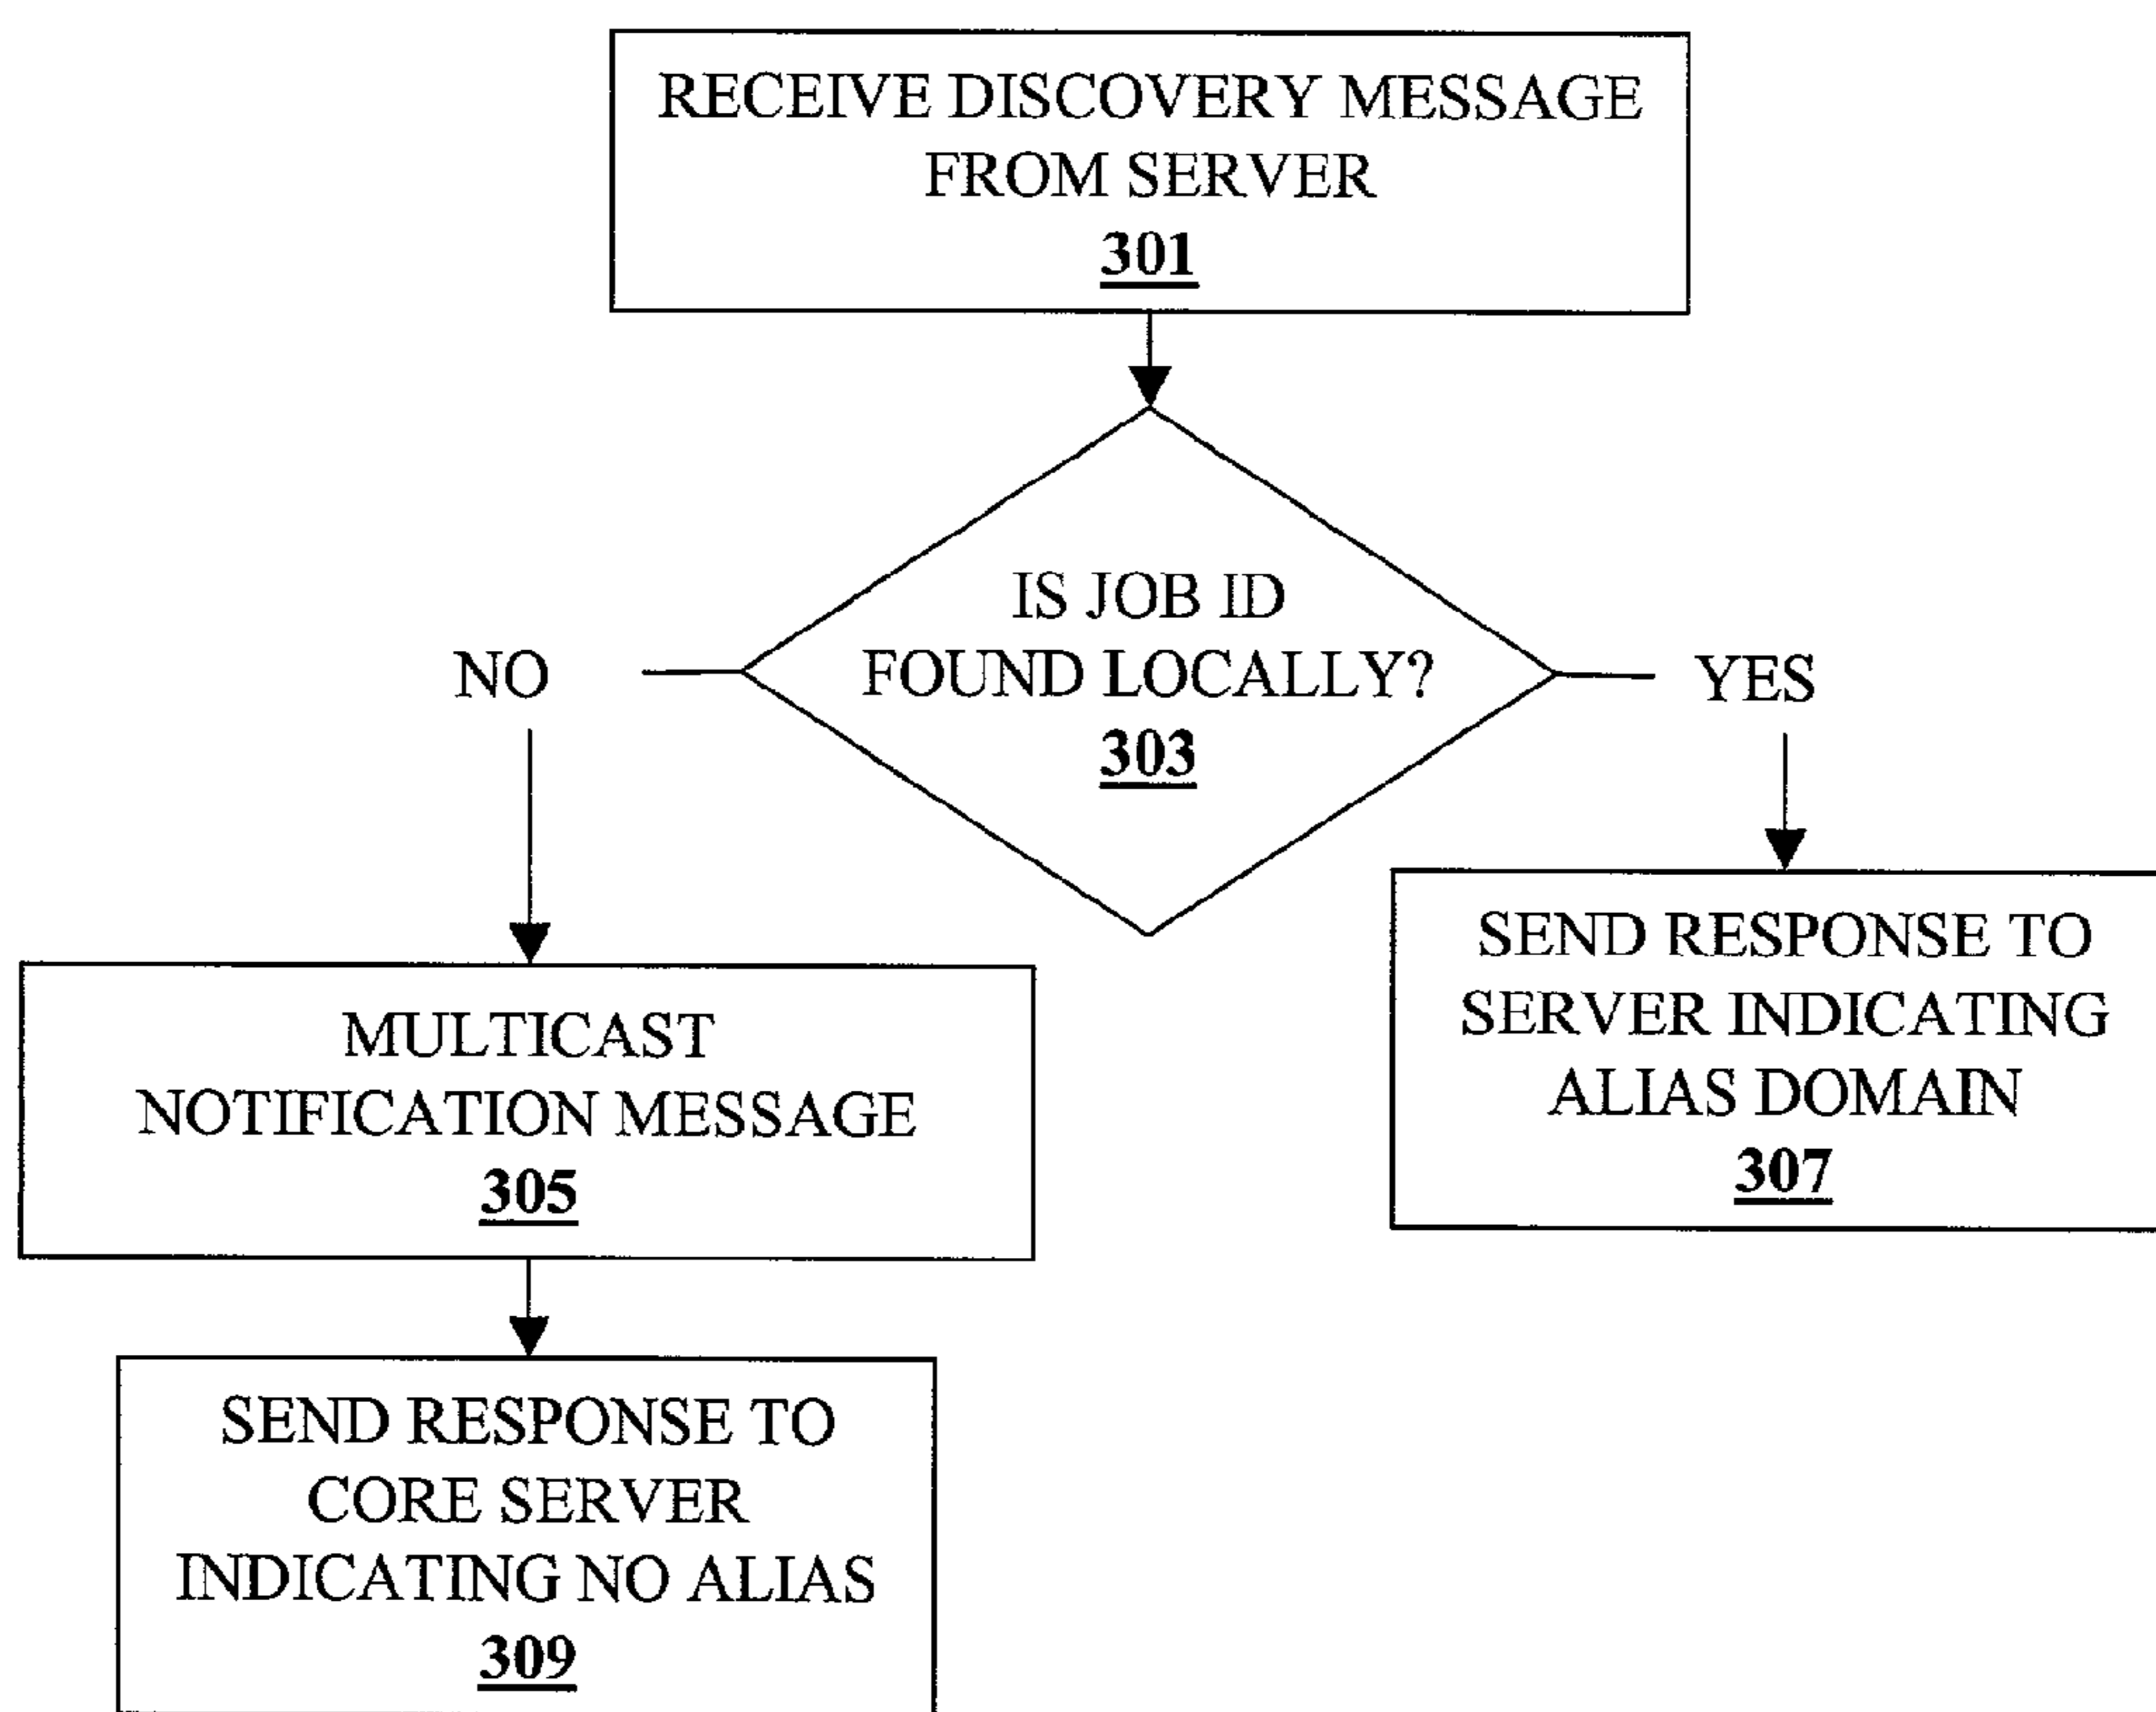 RECEIVE DISCOVERY MESSAGE
FROM SERVER
301
IS JOB ID
FOUND LOCALLY?
303
NO
YES
MULTICAST
NOTIFICATION MESSAGE
305
SEND RESPONSE TO
SERVER INDICATING
ALIAS DOMAIN
307
SEND RESPONSE TO
CORE SERVER
INDICATING NO ALIAS
309